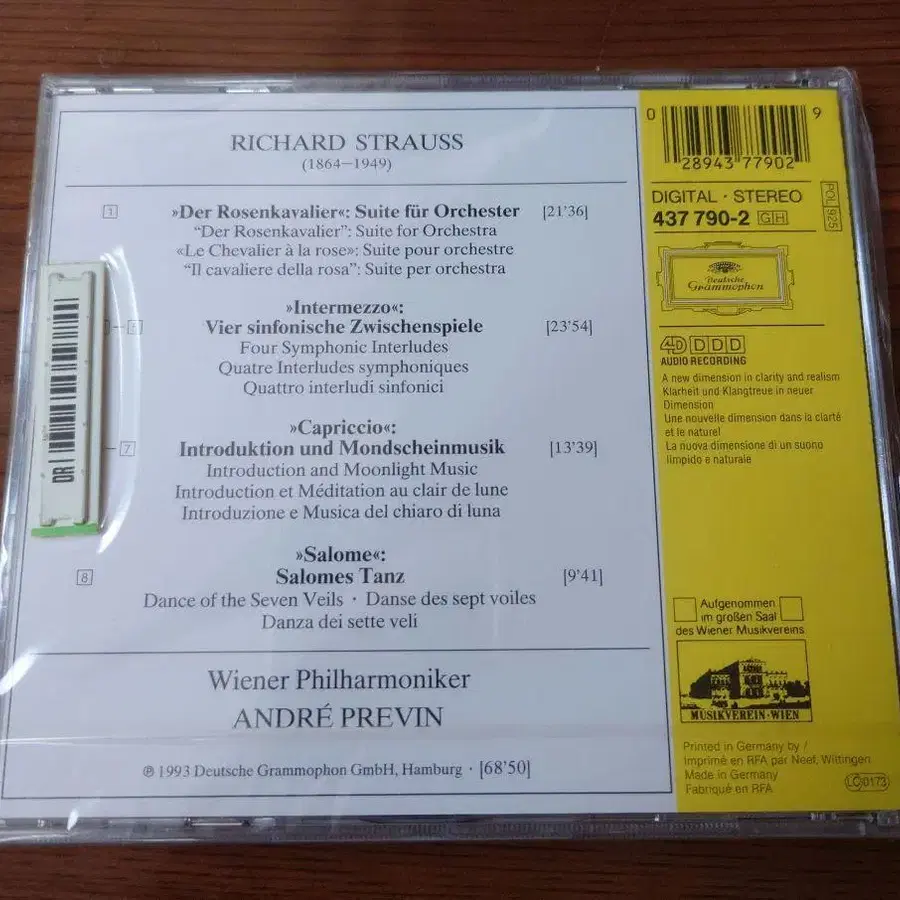 RICHARD STRAUSS
(1864–1949)
1 »Der Rosenkavalier«: Suite für Orchester [21'36]
"Der Rosenkavalier": Suite for Orchestra
«Le Chevalier à la rose»: Suite pour orchestre
"Il cavaliere della rosa": Suite per orchestra
»Intermezzo«:
–5 Vier sinfonische Zwischenspiele [23'54]
Four Symphonic Interludes
Quatre Interludes symphoniques
Quattro interludi sinfonici
»Capriccio«:
–7 Introduktion und Mondscheinmusik [13'39]
Introduction and Moonlight Music
Introduction et Méditation au clair de lune
Introduzione e Musica del chiaro di luna
»Salome«:
8 Salomes Tanz [9'41]
Dance of the Seven Veils · Danse des sept voiles
Danza dei sette veli
Wiener Philharmoniker
ANDRÉ PREVIN
℗ 1993 Deutsche Grammophon GmbH, Hamburg · [68'50]
0 28943 77902 9
DIGITAL · STEREO
437 790-2 GH
POL 925
Deutsche
Grammophon
4D DDD
AUDIO RECORDING
A new dimension in clarity and realism
Klarheit und Klangtreue in neuer
Dimension
Une nouvelle dimension dans la clarté
et le naturel
La nuova dimensione di un suono
limpido e naturale
Aufgenommen
im großen Saal
des Wiener Musikvereins
MUSIKVEREIN·WIEN
Printed in Germany by /
Imprimé en RFA par Neef, Wittingen
Made in Germany
Fabriqué en RFA
LC 0173